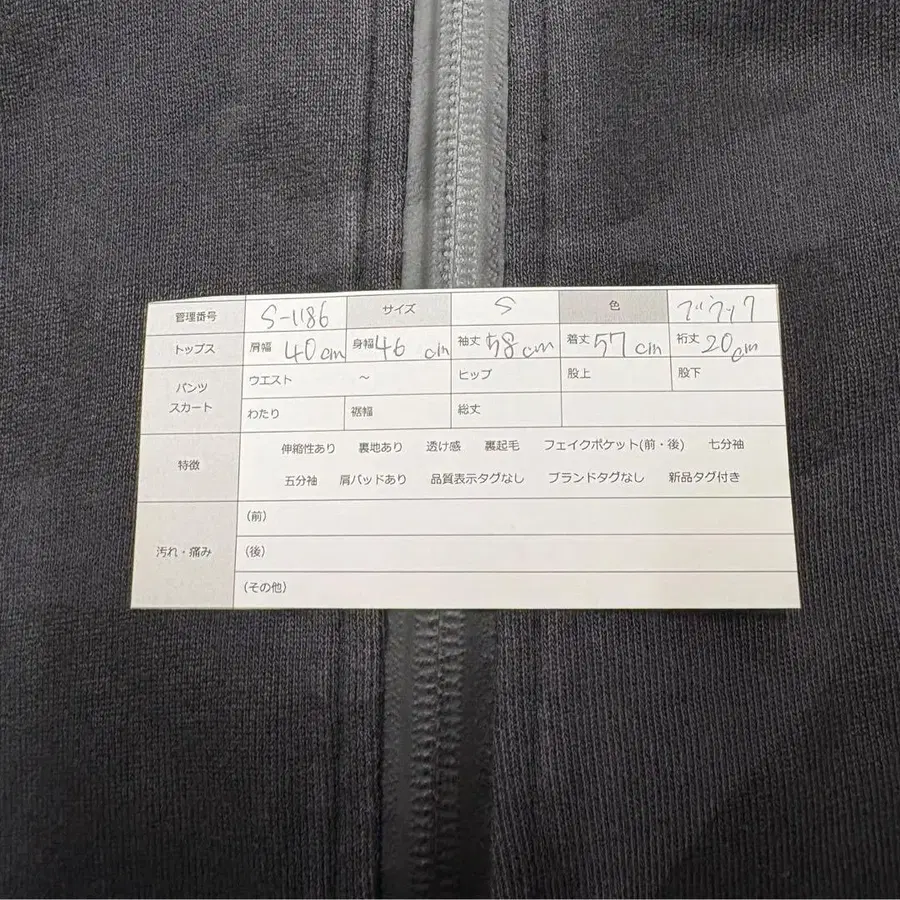 管理番号 S-1186 サイズ S 色 ブラック
トップス 肩幅 40cm 身幅 46 cm 袖丈 58cm 着丈 57 cm 裄丈 20cm
パンツ スカート ウエスト ～ ヒップ 股上 股下
わたり 裾幅 総丈
特徴 伸縮性あり 裏地あり 透け感 裏起毛 フェイクポケット(前・後) 七分袖
五分袖 肩パッドあり 品質表示タグなし ブランドタグなし 新品タグ付き
汚れ・痛み (前)
(後)
(その他)